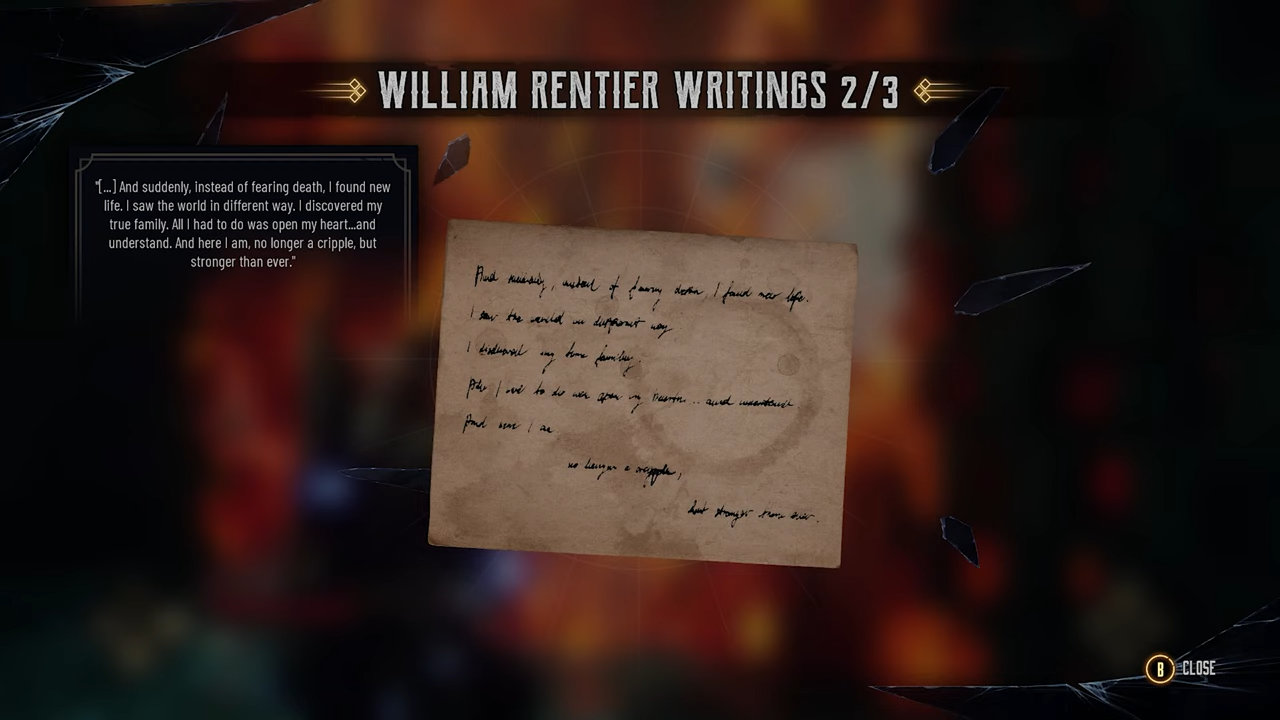 WILLIAM RENTIER WRITINGS 2/3
"[...] And suddenly, instead of fearing death, I found new
life. I saw the world in different way. I discovered my
true family. All I had to do was open my heart...and
understand. And here I am, no longer a cripple, but
stronger than ever."
And suddenly, instead of fearing death, I found new life.
I saw the world in different way
I discovered my true family.
All I had to do was open my heart... and understand.
And here I am
no longer a cripple,
but stronger than ever.
B CLOSE